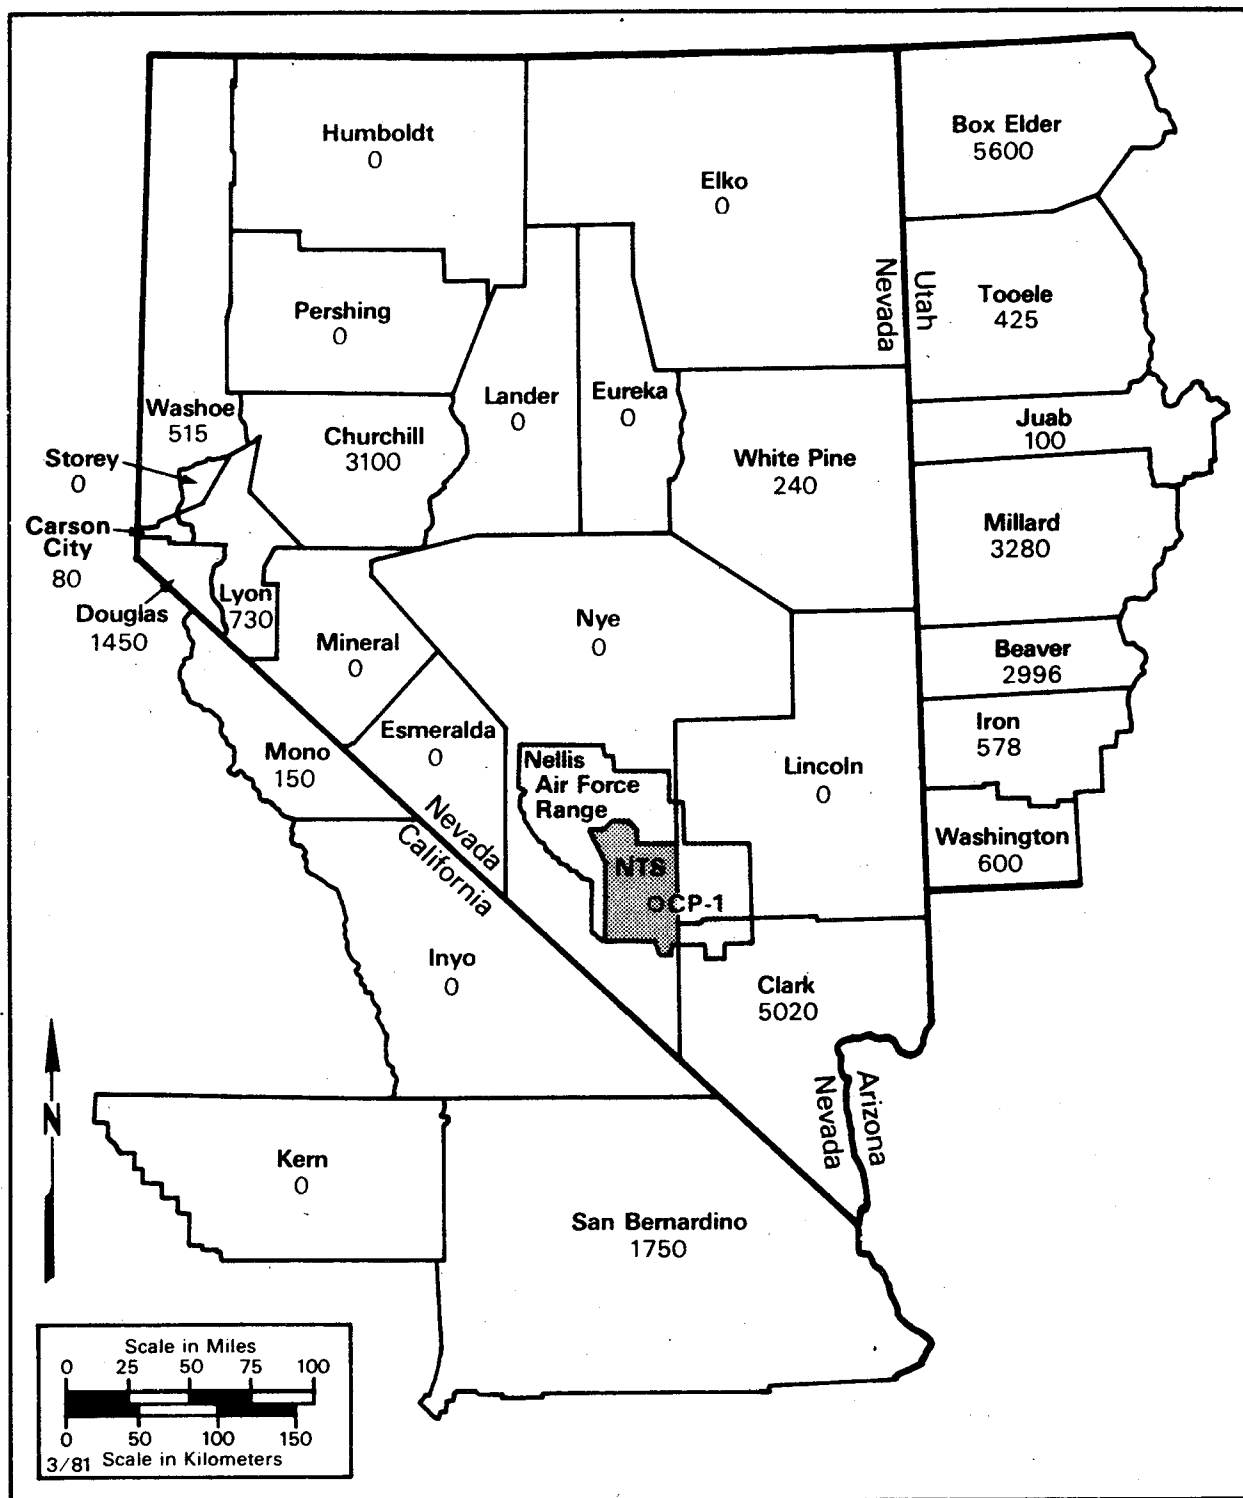 Humboldt
0
Elko
0
Box Elder
5600
Nevada
Utah
Tooele
425
Pershing
0
Washoe
515
Churchill
3100
Lander
0
Eureka
0
White Pine
240
Juab
100
Storey
0
Carson
City
80
Millard
3280
Douglas
1450
Lyon
730
Mineral
0
Nye
0
Beaver
2996
Iron
578
Mono
150
Esmeralda
0
Nellis
Air Force
Range
Lincoln
0
Washington
600
Nevada
California
NTS
CP-1
Inyo
0
Clark
5020
Arizona
Nevada
N
Kern
0
San Bernardino
1750
Scale in Miles
0 25 50 75 100
0 50 100 150
3/81 Scale in Kilometers